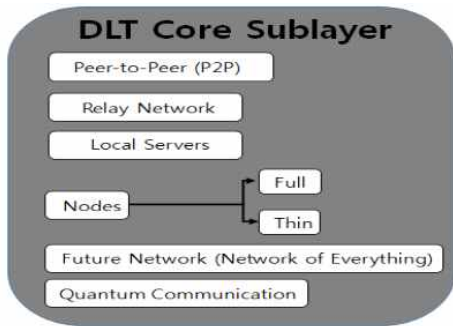 DLT Core Sublayer
Peer-to-Peer (P2P)
Relay Network
Local Servers
Full
Nodes
Thin
Future Network (Network of Everything)
Quantum Communication